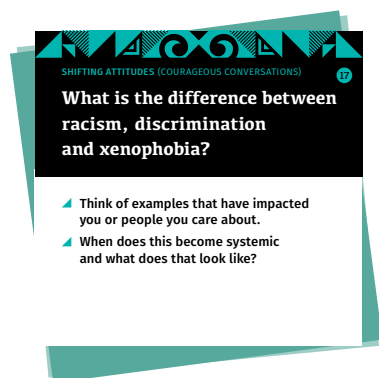 SHIFTING ATTITUDES (COURAGEOUS CONVERSATIONS)
17
What is the difference between
racism, discrimination
and xenophobia?
Think of examples that have impacted
you or people you care about.
When does this become systemic
and what does that look like?